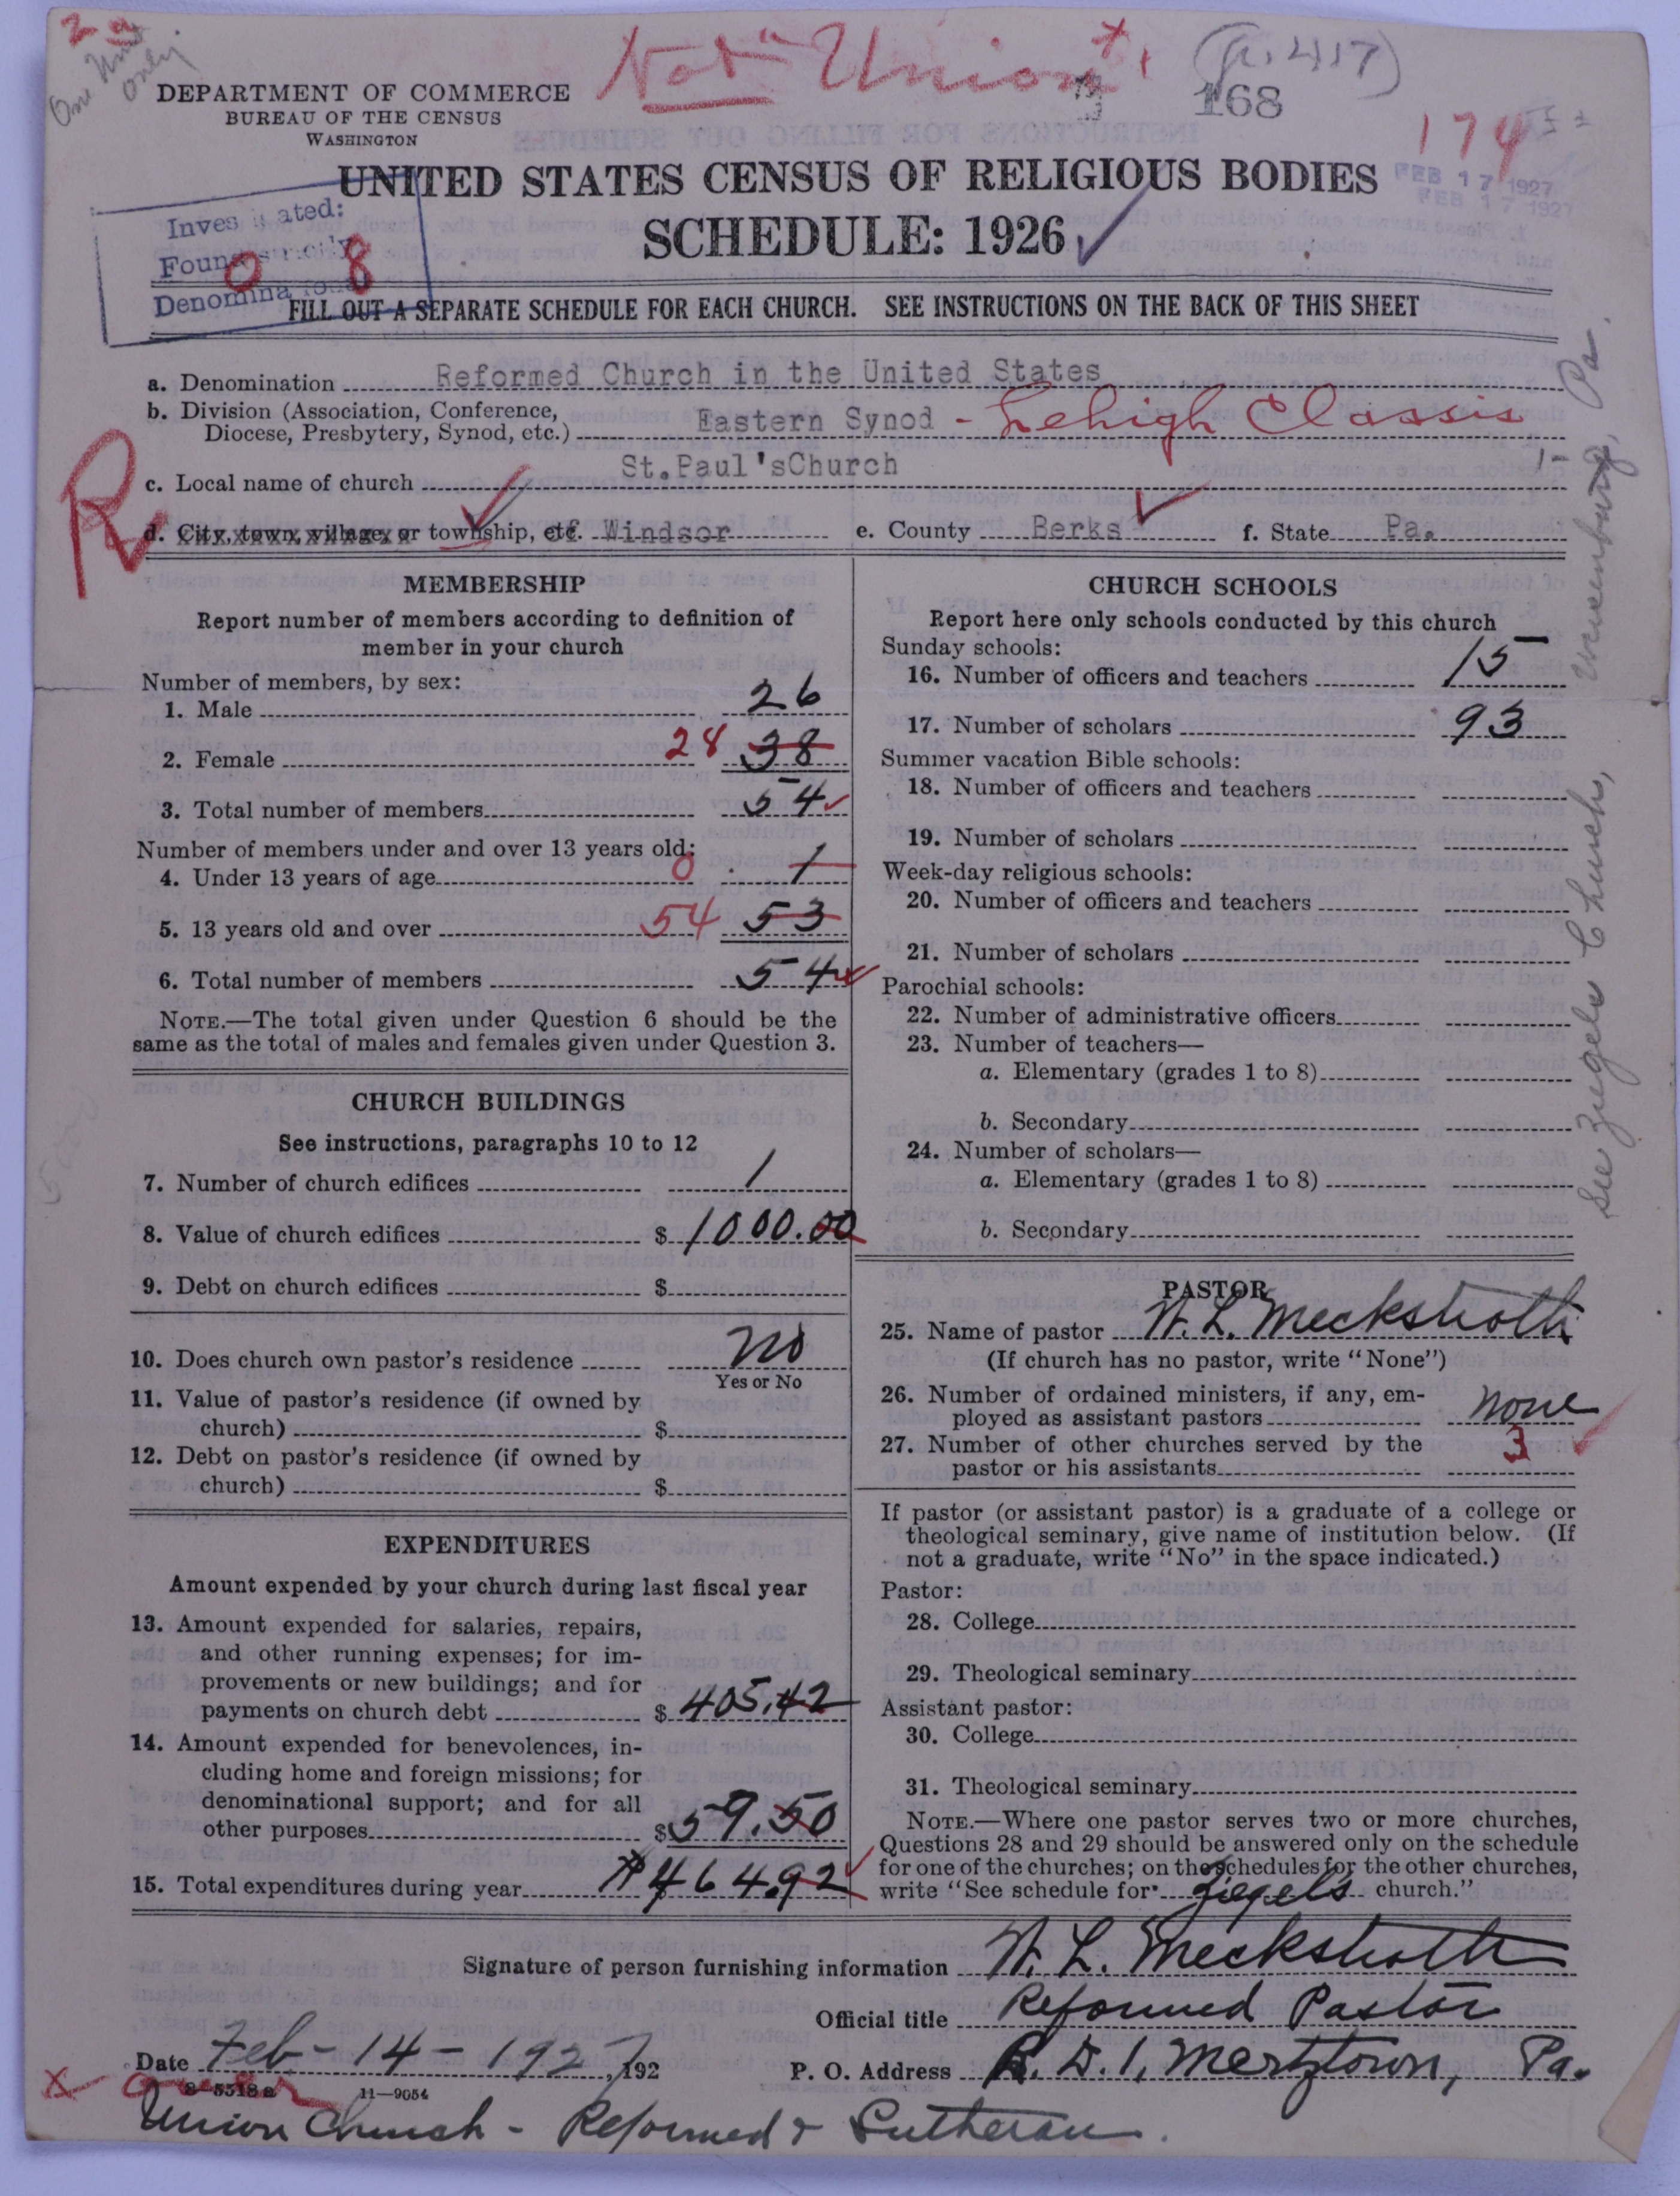 2 a
One Unit only
Not "Union" *
(p. 417)
168
174
DEPARTMENT OF COMMERCE
BUREAU OF THE CENSUS
WASHINGTON
FEB 17 1927
FEB 17 1927
UNITED STATES CENSUS OF RELIGIOUS BODIES
SCHEDULE: 1926 ✓
0 8
FILL OUT A SEPARATE SCHEDULE FOR EACH CHURCH. SEE INSTRUCTIONS ON THE BACK OF THIS SHEET
a. Denomination Reformed Church in the United States
b. Division (Association, Conference,
Diocese, Presbytery, Synod, etc.) Eastern Synod - Lehigh Classis
c. Local name of church St.Paul'sChurch
R
d. City, town, village, or township, etc. of Windsor e. County Berks f. State Pa.
MEMBERSHIP
Report number of members according to definition of
member in your church
Number of members, by sex:
1. Male 26
2. Female 28 38
3. Total number of members 54 ✓
Number of members under and over 13 years old:
4. Under 13 years of age 0 1
5. 13 years old and over 54 53
6. Total number of members 54 ✓
NOTE.—The total given under Question 6 should be the
same as the total of males and females given under Question 3.
CHURCH BUILDINGS
See instructions, paragraphs 10 to 12
7. Number of church edifices 1
8. Value of church edifices $ 1000.00
9. Debt on church edifices $
10. Does church own pastor's residence no
Yes or No
11. Value of pastor's residence (if owned by
church) $
12. Debt on pastor's residence (if owned by
church) $
EXPENDITURES
Amount expended by your church during last fiscal year
13. Amount expended for salaries, repairs,
and other running expenses; for im-
provements or new buildings; and for
payments on church debt $ 405.42
14. Amount expended for benevolences, in-
cluding home and foreign missions; for
denominational support; and for all
other purposes $ 59.50
15. Total expenditures during year $464.92 ✓
CHURCH SCHOOLS
Report here only schools conducted by this church
Sunday schools:
16. Number of officers and teachers 15
17. Number of scholars 93
Summer vacation Bible schools:
18. Number of officers and teachers
19. Number of scholars
Week-day religious schools:
20. Number of officers and teachers
21. Number of scholars
Parochial schools:
22. Number of administrative officers
23. Number of teachers—
a. Elementary (grades 1 to 8)
b. Secondary
24. Number of scholars—
a. Elementary (grades 1 to 8)
b. Secondary
PASTOR
25. Name of pastor W. L. Meckstroth
(If church has no pastor, write "None")
26. Number of ordained ministers, if any, em-
ployed as assistant pastors none
27. Number of other churches served by the
pastor or his assistants 3 ✓
If pastor (or assistant pastor) is a graduate of a college or
theological seminary, give name of institution below. (If
not a graduate, write "No" in the space indicated.)
Pastor:
28. College
29. Theological seminary
Assistant pastor:
30. College
31. Theological seminary
NOTE.—Where one pastor serves two or more churches,
Questions 28 and 29 should be answered only on the schedule
for one of the churches; on the schedules for the other churches,
write "See schedule for Ziegels church."
See Ziegels Church, Pa.
Signature of person furnishing information W. L. Meckstroth
Official title Reformed Pastor
Date Feb - 14 - 1927, 192 P. O. Address R. D. 1, Mertztown, Pa.
x over 8-5518a 11-9054
Union Church - Reformed & Lutheran.